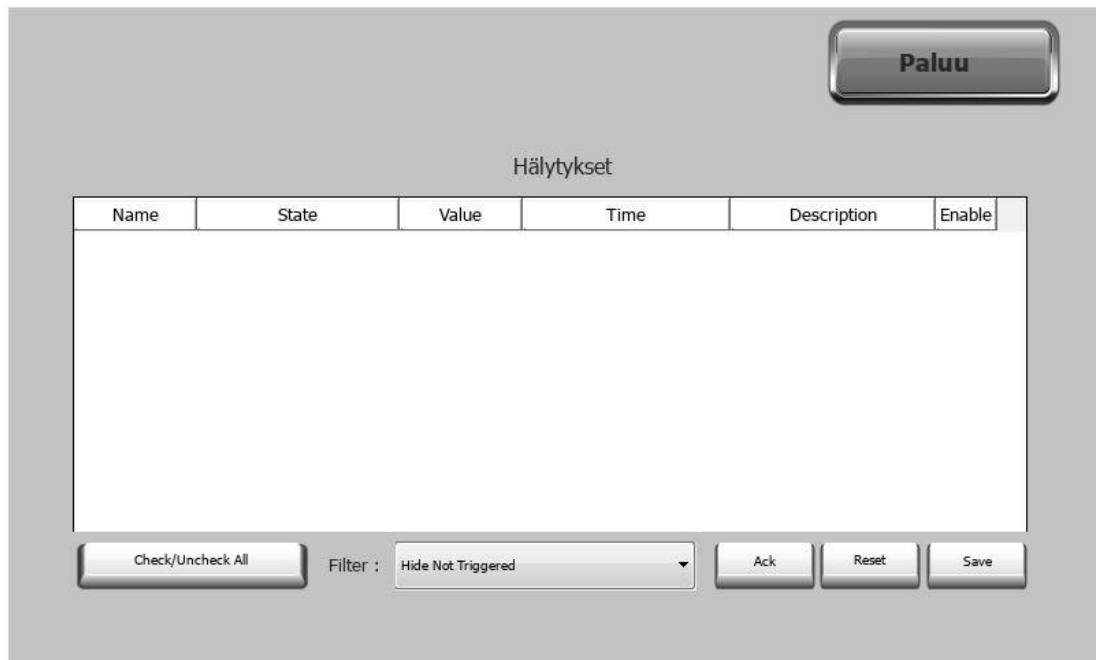 Paluu
Hälytykset
Name State Value Time Description Enable
Check/Uncheck All Filter : Hide Not Triggered Ack Reset Save